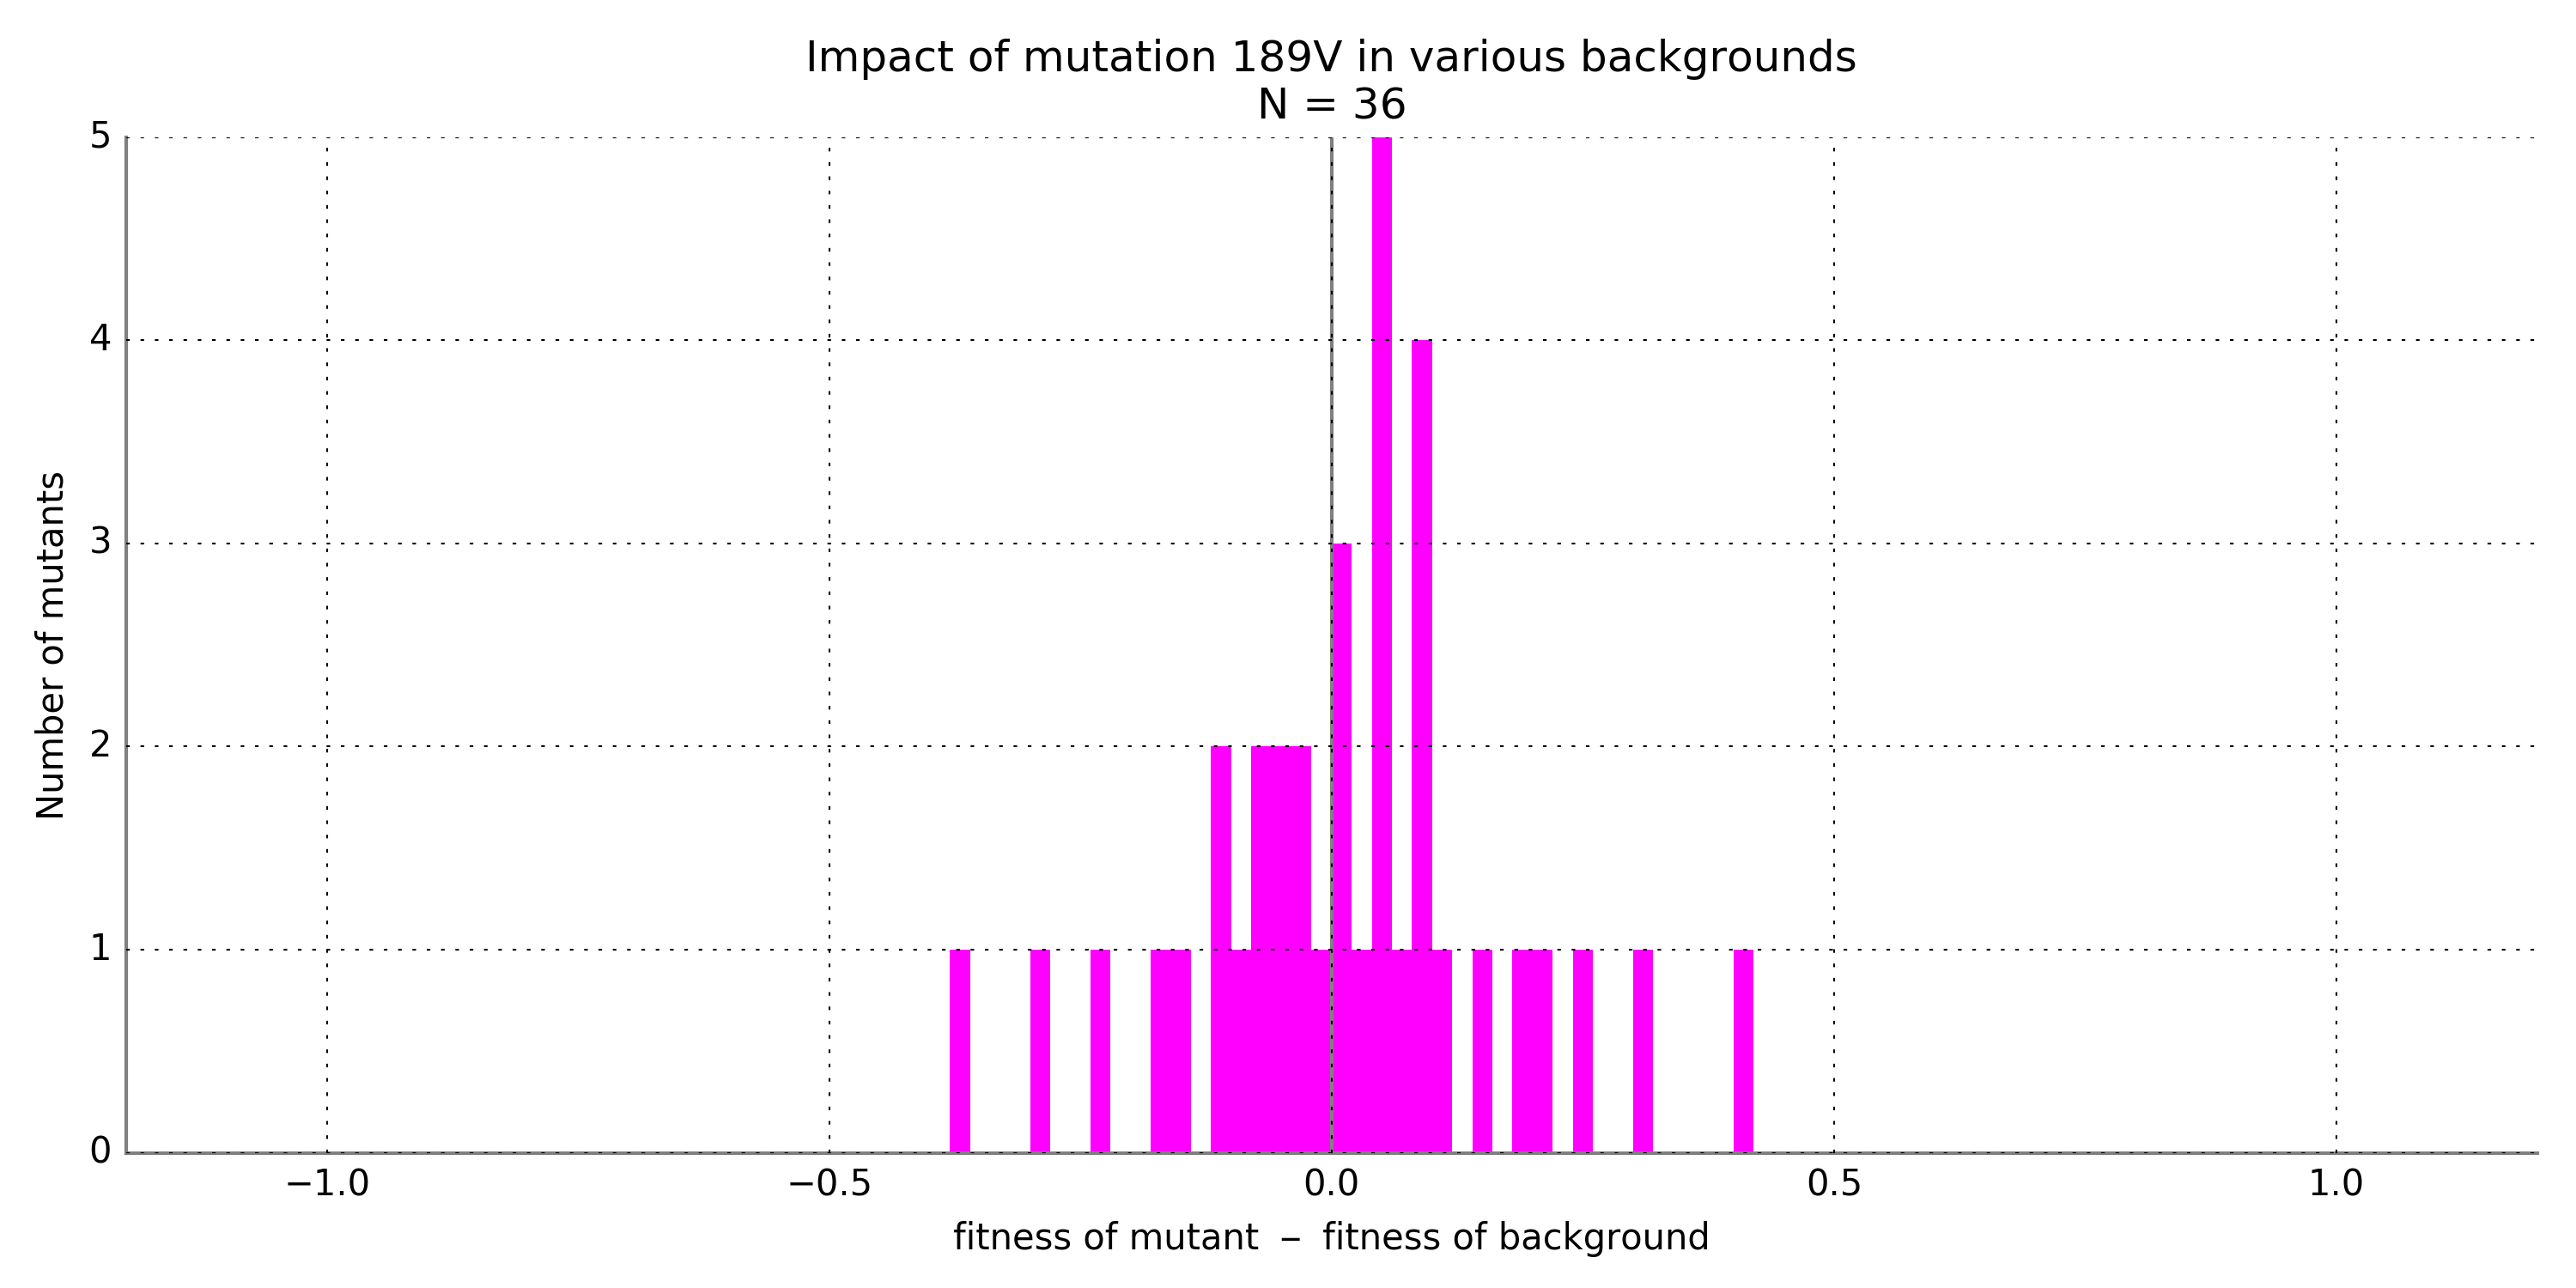 Impact of mutation 189V in various backgrounds
N = 36
5
4
3
2
1
0
Number of mutants
−1.0
−0.5
0.0
0.5
1.0
fitness of mutant – fitness of background